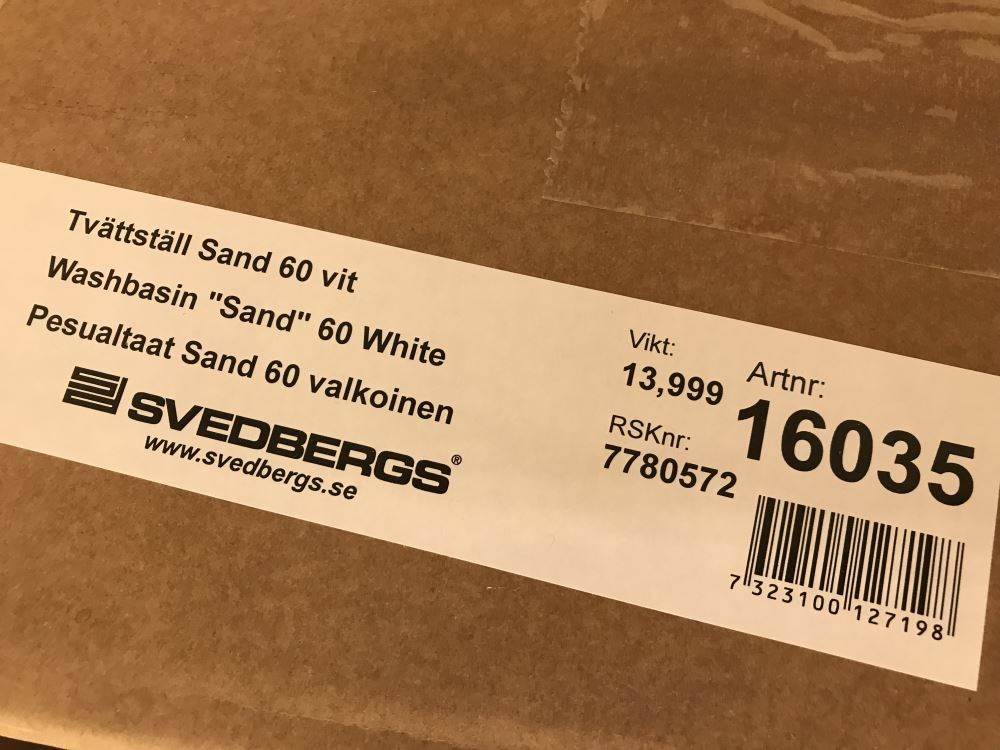 Tvättställ Sand 60 vit
Washbasin "Sand" 60 White
Pesualtaat Sand 60 valkoinen
SVEDBERGS®
www.svedbergs.se
Vikt:
13,999
RSKnr:
7780572
Artnr:
16035
7 323100 127198